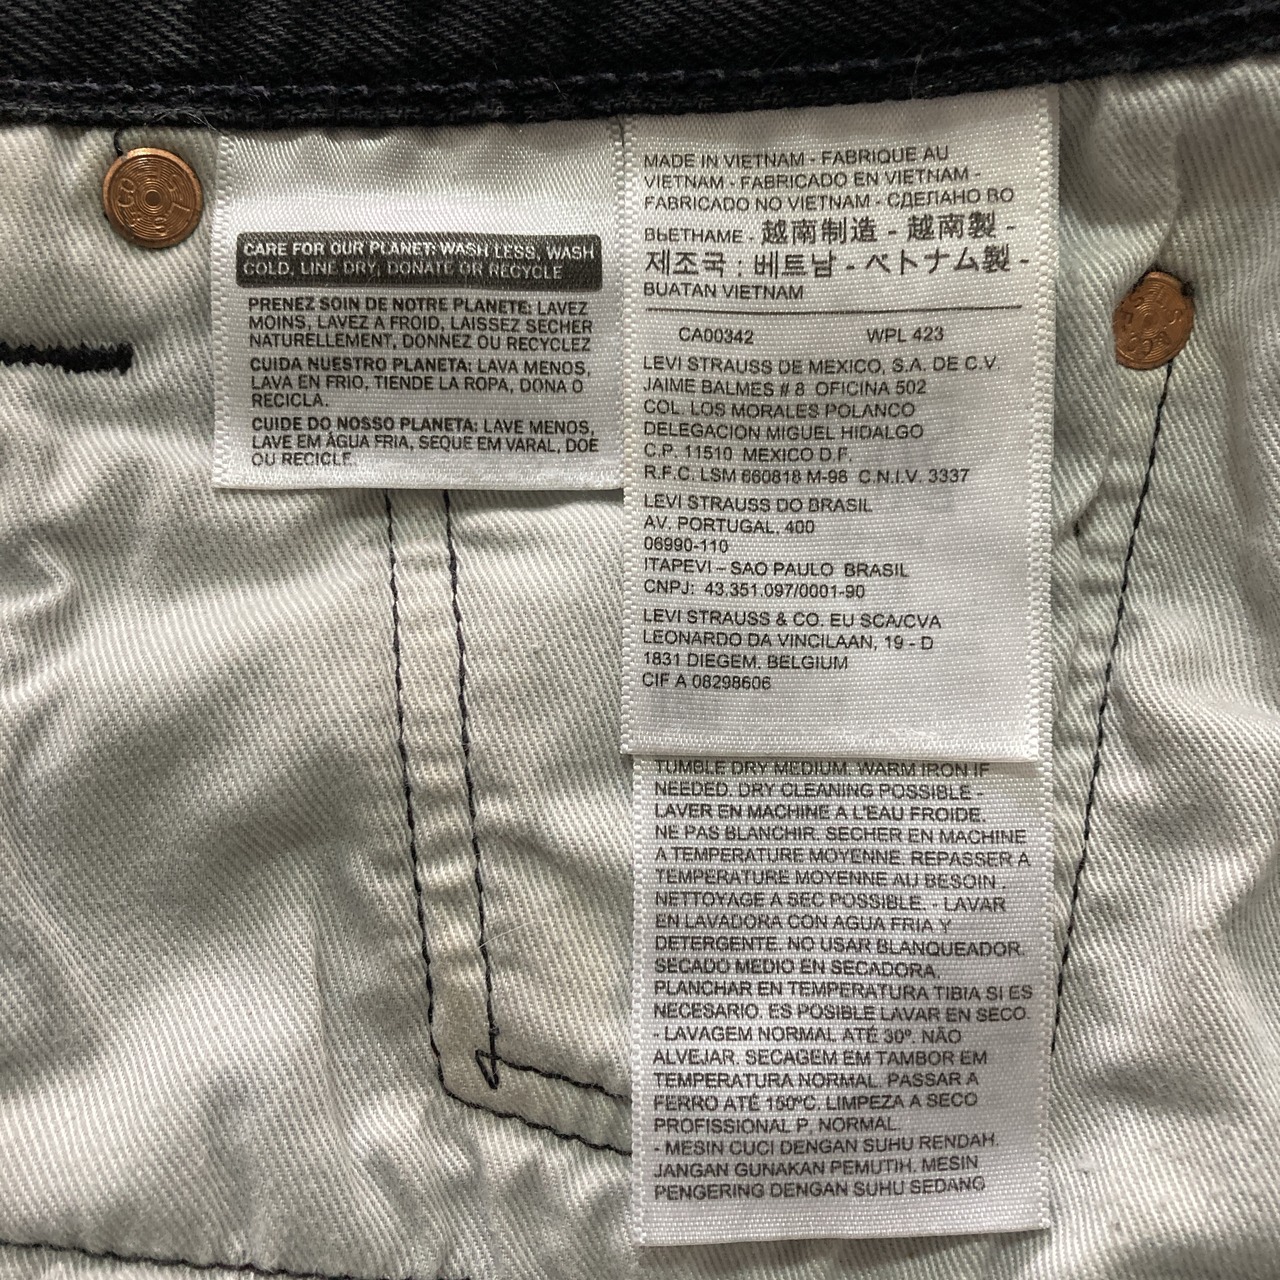 CARE FOR OUR PLANET: WASH LESS, WASH
COLD, LINE DRY, DONATE OR RECYCLE
PRENEZ SOIN DE NOTRE PLANETE: LAVEZ
MOINS, LAVEZ A FROID, LAISSEZ SECHER
NATURELLEMENT, DONNEZ OU RECYCLEZ
CUIDA NUESTRO PLANETA: LAVA MENOS,
LAVA EN FRIO, TIENDE LA ROPA, DONA O
RECICLA.
CUIDE DO NOSSO PLANETA: LAVE MENOS,
LAVE EM ÁGUA FRIA, SEQUE EM VARAL, DOE
OU RECICLE.
MADE IN VIETNAM - FABRIQUE AU
VIETNAM - FABRICADO EN VIETNAM -
FABRICADO NO VIETNAM - СДЕЛАНО ВО
ВЬЕТНАМЕ - 越南制造 - 越南製 -
제조국 : 베트남 - ベトナム製 -
BUATAN VIETNAM
CA00342 WPL 423
LEVI STRAUSS DE MEXICO, S.A. DE C.V.
JAIME BALMES # 8 OFICINA 502
COL. LOS MORALES POLANCO
DELEGACION MIGUEL HIDALGO
C.P. 11510 MEXICO D.F.
R.F.C. LSM 660818 M-98 C.N.I.V. 3337
LEVI STRAUSS DO BRASIL
AV. PORTUGAL, 400
06990-110
ITAPEVI – SAO PAULO BRASIL
CNPJ: 43.351.097/0001-90
LEVI STRAUSS & CO. EU SCA/CVA
LEONARDO DA VINCILAAN, 19 - D
1831 DIEGEM. BELGIUM
CIF A 08298606
TUMBLE DRY MEDIUM. WARM IRON IF
NEEDED. DRY CLEANING POSSIBLE -
LAVER EN MACHINE A L'EAU FROIDE.
NE PAS BLANCHIR. SECHER EN MACHINE
A TEMPERATURE MOYENNE. REPASSER A
TEMPERATURE MOYENNE AU BESOIN .
NETTOYAGE A SEC POSSIBLE. - LAVAR
EN LAVADORA CON AGUA FRIA Y
DETERGENTE. NO USAR BLANQUEADOR.
SECADO MEDIO EN SECADORA.
PLANCHAR EN TEMPERATURA TIBIA SI ES
NECESARIO. ES POSIBLE LAVAR EN SECO.
- LAVAGEM NORMAL ATÉ 30º. NÃO
ALVEJAR. SECAGEM EM TAMBOR EM
TEMPERATURA NORMAL. PASSAR A
FERRO ATÉ 150ºC. LIMPEZA A SECO
PROFISSIONAL P. NORMAL.
- MESIN CUCI DENGAN SUHU RENDAH.
JANGAN GUNAKAN PEMUTIH. MESIN
PENGERING DENGAN SUHU SEDANG